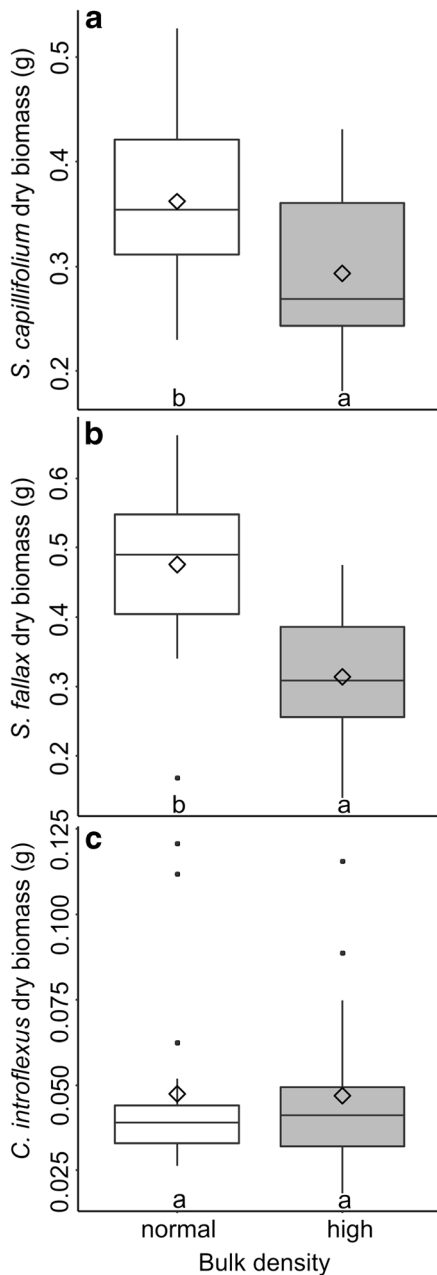 a
S. capillifolium dry biomass (g)
0.5
0.4
0.3
0.2
b a
b
S. fallax dry biomass (g)
0.6
0.5
0.4
0.3
0.2
b a
c
C. introflexus dry biomass (g)
0.125
0.100
0.075
0.050
0.025
a a
normal high
Bulk density